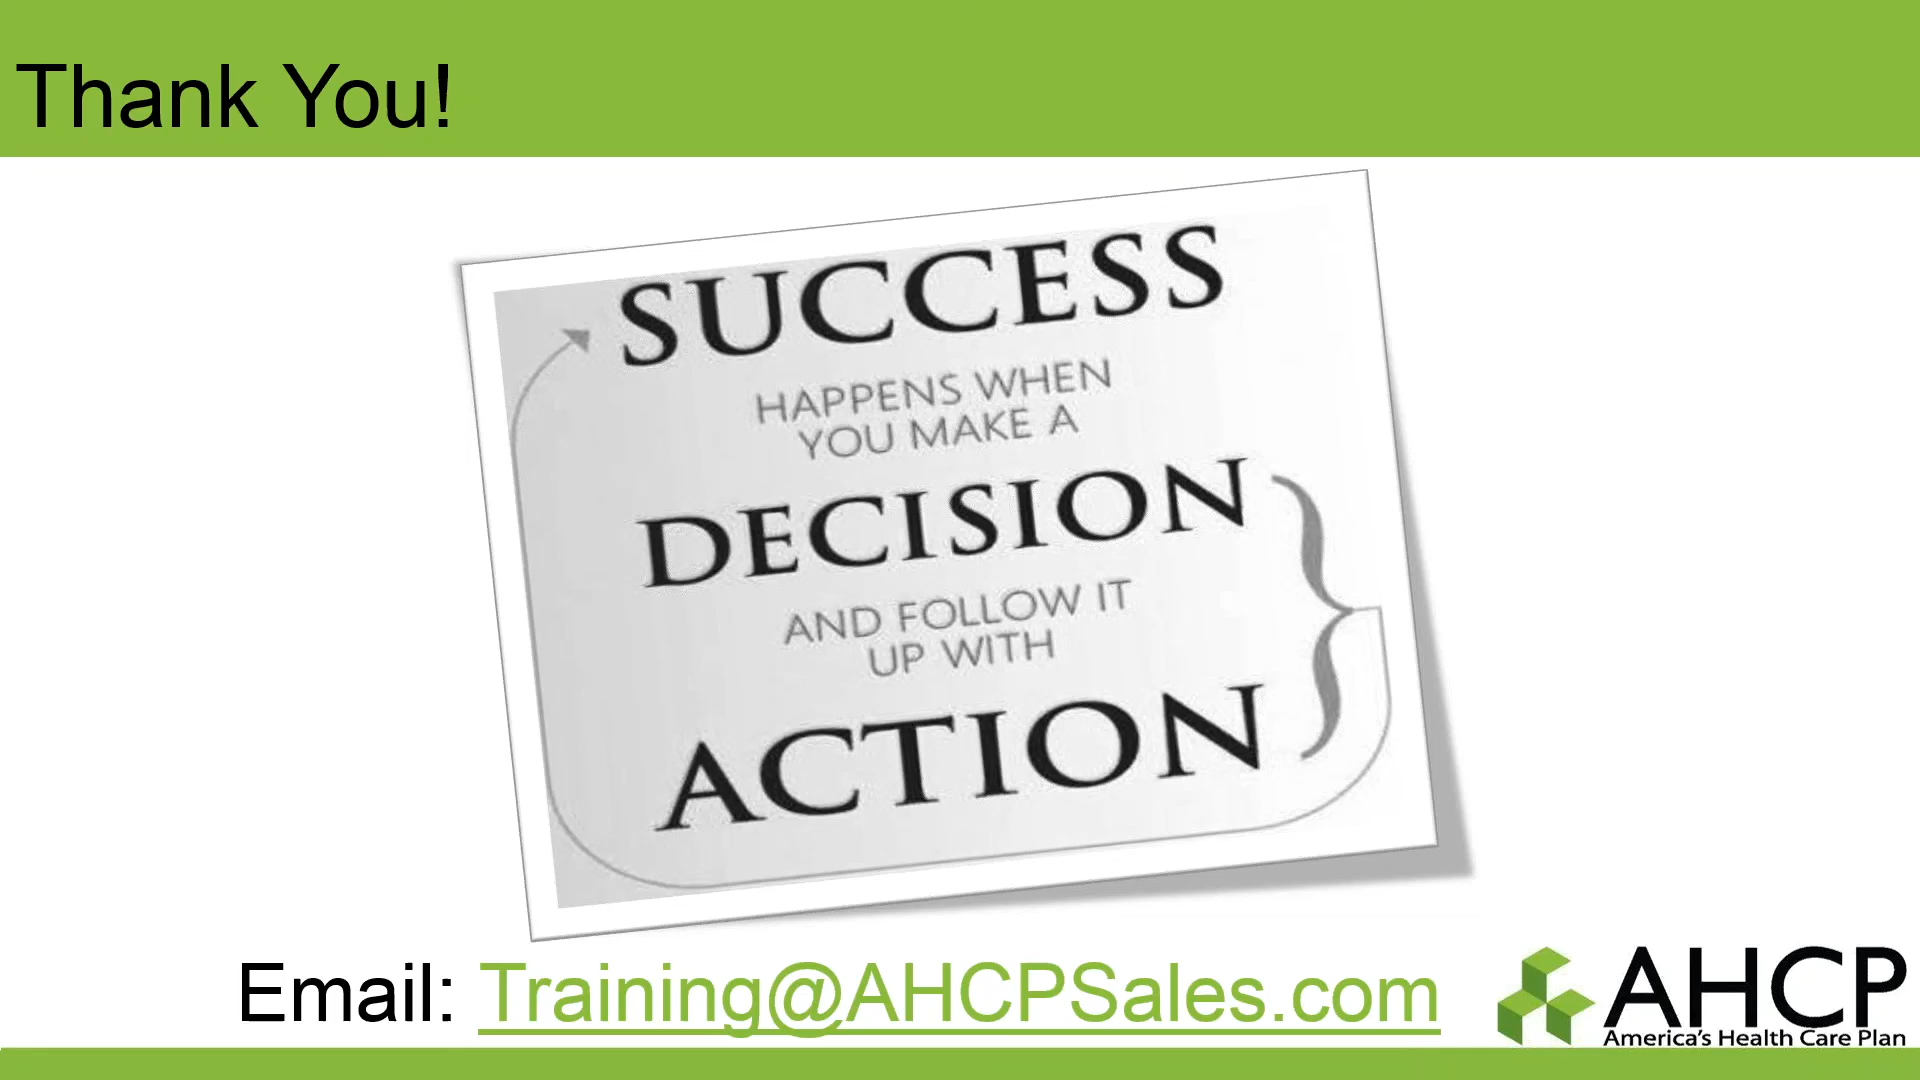 Thank You!
SUCCESS
HAPPENS WHEN
YOU MAKE A
DECISION
AND FOLLOW IT
UP WITH
ACTION
Email: Training@AHCPSales.com
AHCP
America's Health Care Plan